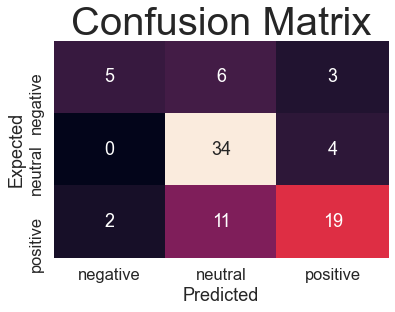 Confusion Matrix
Expected
negative
5 6 3
neutral
0 34 4
positive
2 11 19
negative neutral positive
Predicted